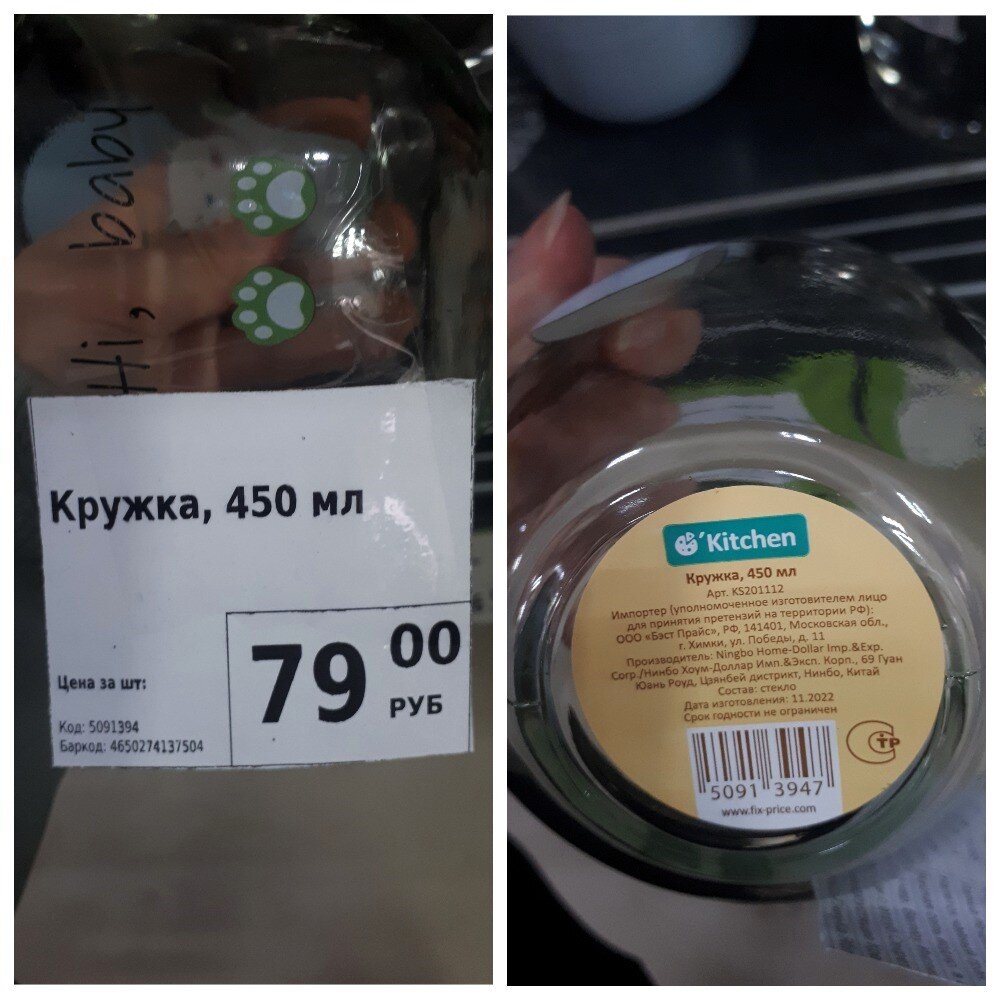 Hi, baby
Кружка, 450 мл
79 00
РУБ
Цена за шт:
Код: 5091394
Баркод: 4650274137504
'Kitchen
Кружка, 450 мл
Арт. KS201112
Импортер (уполномоченное изготовителем лицо
для принятия претензий на территории РФ):
ООО «Бэст Прайс», РФ, 141401, Московская обл.,
г. Химки, ул. Победы, д. 11
Производитель: Ningbo Home-Dollar Imp.&Exp.
Corp./Нинбо Хоум-Доллар Имп.&Эксп. Корп., 69 Гуан
Юань Роуд, Цзянбей дистрикт, Нинбо, Китай
Состав: стекло
Дата изготовления: 11.2022
Срок годности не ограничен
СТР
5091 3947
www.fix-price.com